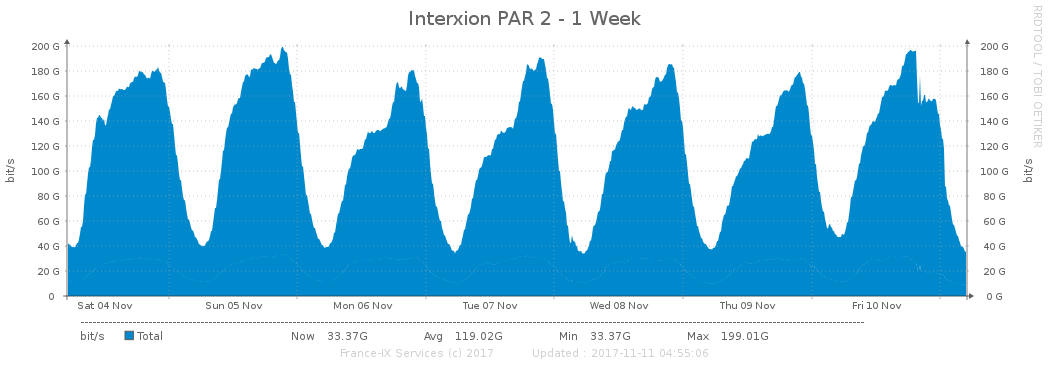 Interxion PAR 2 - 1 Week
RRDTOOL / TOBI OETIKER
bit/s
bit/s
200 G 200 G
180 G 180 G
160 G 160 G
140 G 140 G
120 G 120 G
100 G 100 G
80 G 80 G
60 G 60 G
40 G 40 G
20 G 20 G
0 0 G
Sat 04 Nov Sun 05 Nov Mon 06 Nov Tue 07 Nov Wed 08 Nov Thu 09 Nov Fri 10 Nov
bit/s Total Now 33.37G Avg 119.02G Min 33.37G Max 199.01G
France-IX Services (c) 2017 Updated : 2017-11-11 04:55:06